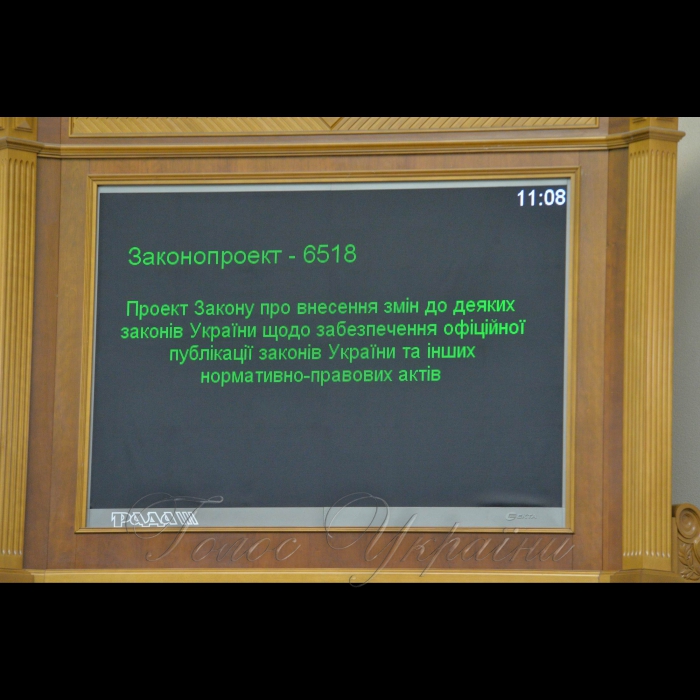 11:08
Законопроект - 6518
Проект Закону про внесення змін до деяких
законів України щодо забезпечення офіційної
публікації законів України та інших
нормативно-правових актів
РАДА III
Голос України